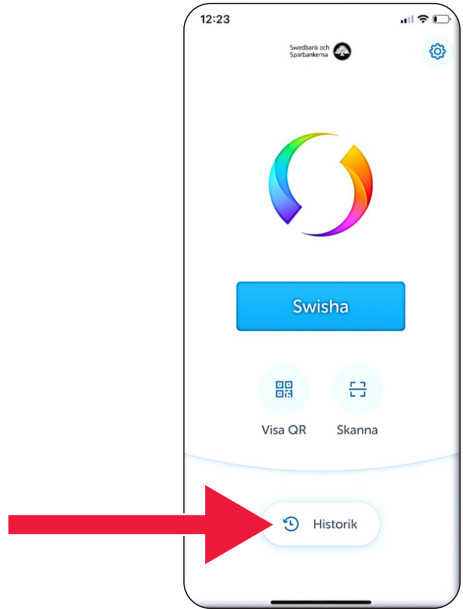 12:23
Swedbank och
Sparbankerna
Swisha
Visa QR
Skanna
Historik